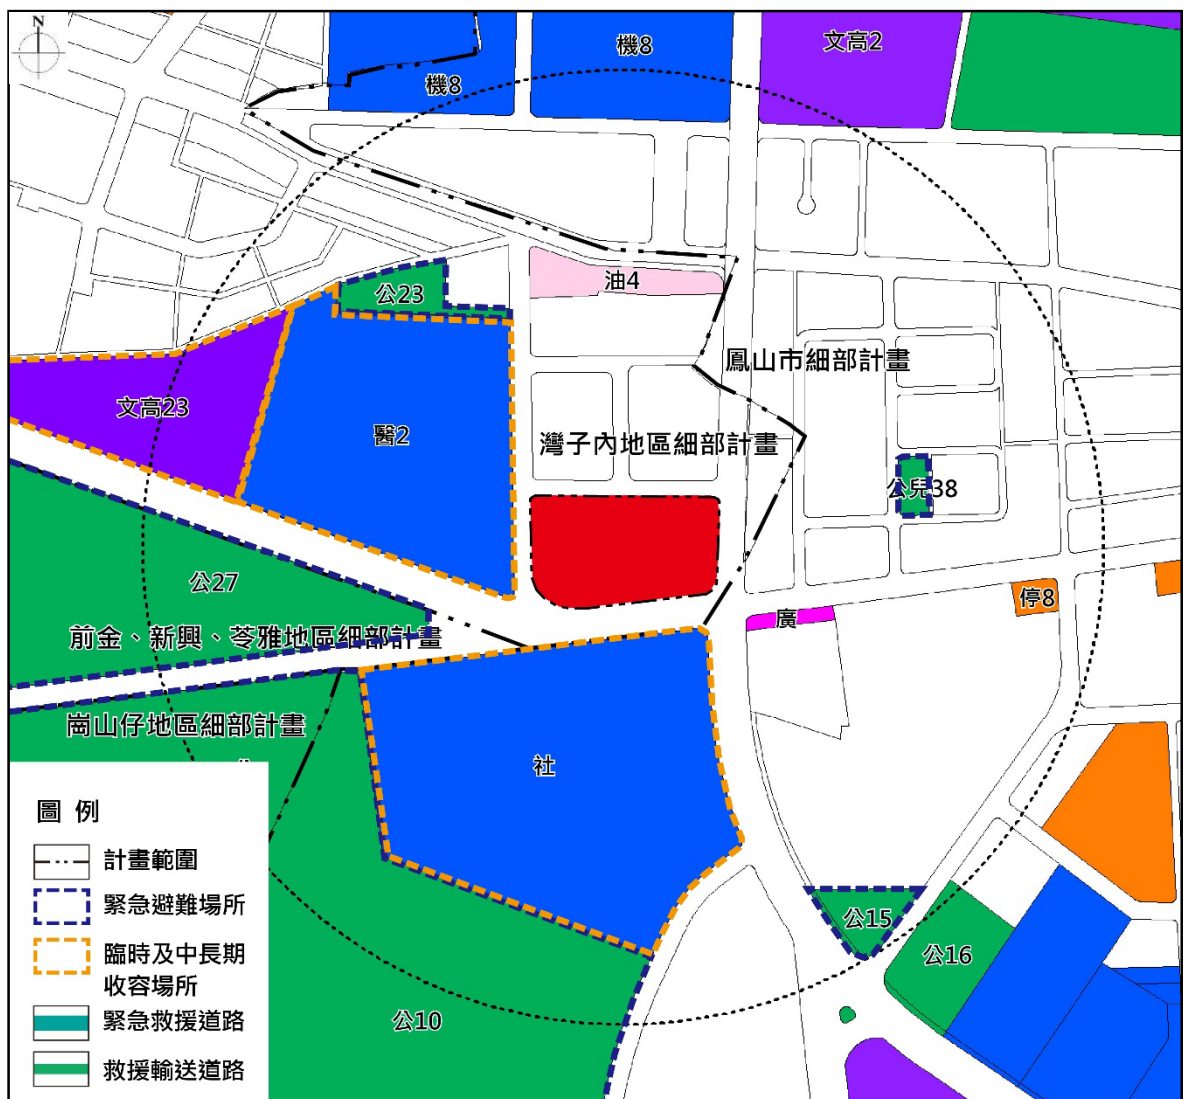 N
文高2
機8
機8
油4
公23
鳳山市細部計畫
文高23
醫2
灣子內地區細部計畫
公兒38
公27
停8
廣
前金、新興、苓雅地區細部計畫
崗山仔地區細部計畫
社
圖 例
計畫範圍
緊急避難場所
臨時及中長期
收容場所
緊急救援道路
救援輸送道路
公15
公16
公10